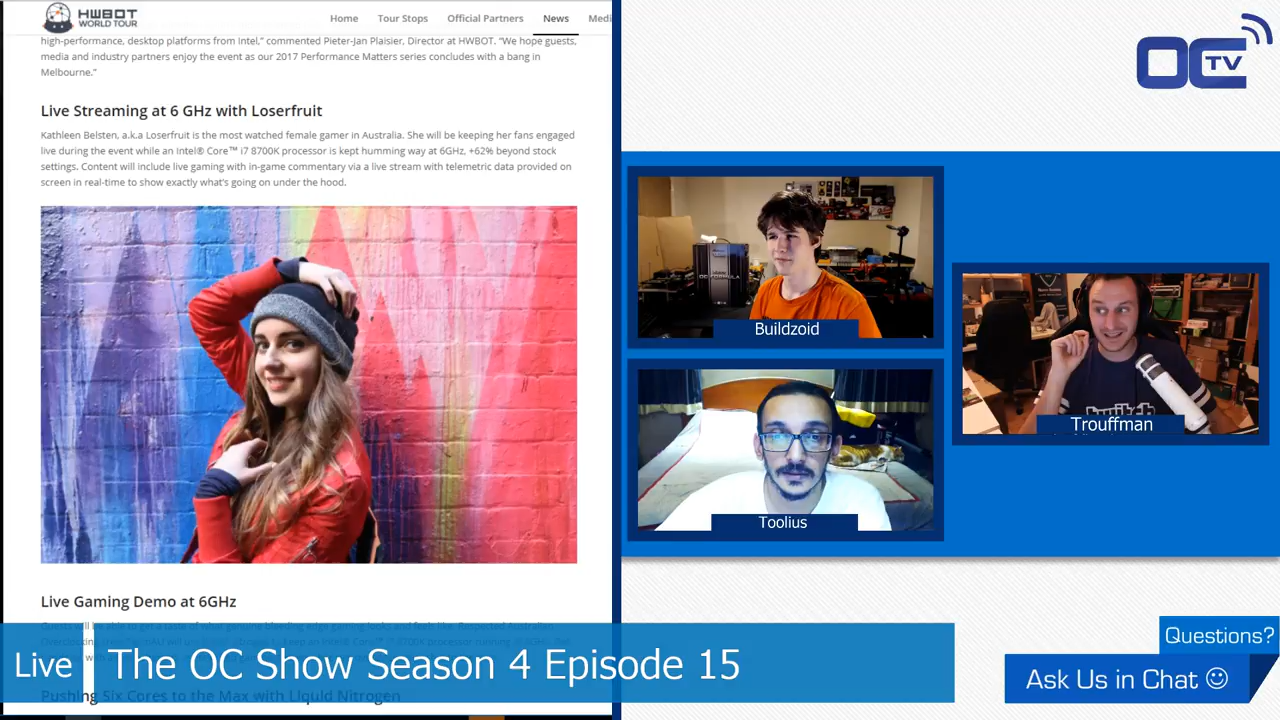 HWBOT
WORLD TOUR
Home
Tour Stops
Official Partners
News
Medi
high-performance, desktop platforms from Intel,” commented Pieter-Jan Plaisier, Director at HWBOT. “We hope guests,
media and industry partners enjoy the event as our 2017 Performance Matters series concludes with a bang in
Melbourne.”
Live Streaming at 6 GHz with Loserfruit
Kathleen Belsten, a.k.a Loserfruit is the most watched female gamer in Australia. She will be keeping her fans engaged
live during the event while an Intel® Core™ i7 8700K processor is kept humming way at 6GHz, +62% beyond stock
settings. Content will include live gaming with in-game commentary via a live stream with telemetric data provided on
screen in real-time to show exactly what’s going on under the hood.
Live Gaming Demo at 6GHz
Pushing Six Cores to the Max with Liquid Nitrogen
Live
The OC Show Season 4 Episode 15
OC TV
OC FORMULA
Buildzoid
Toolius
Trouffman
Questions?
Ask Us in Chat ☺